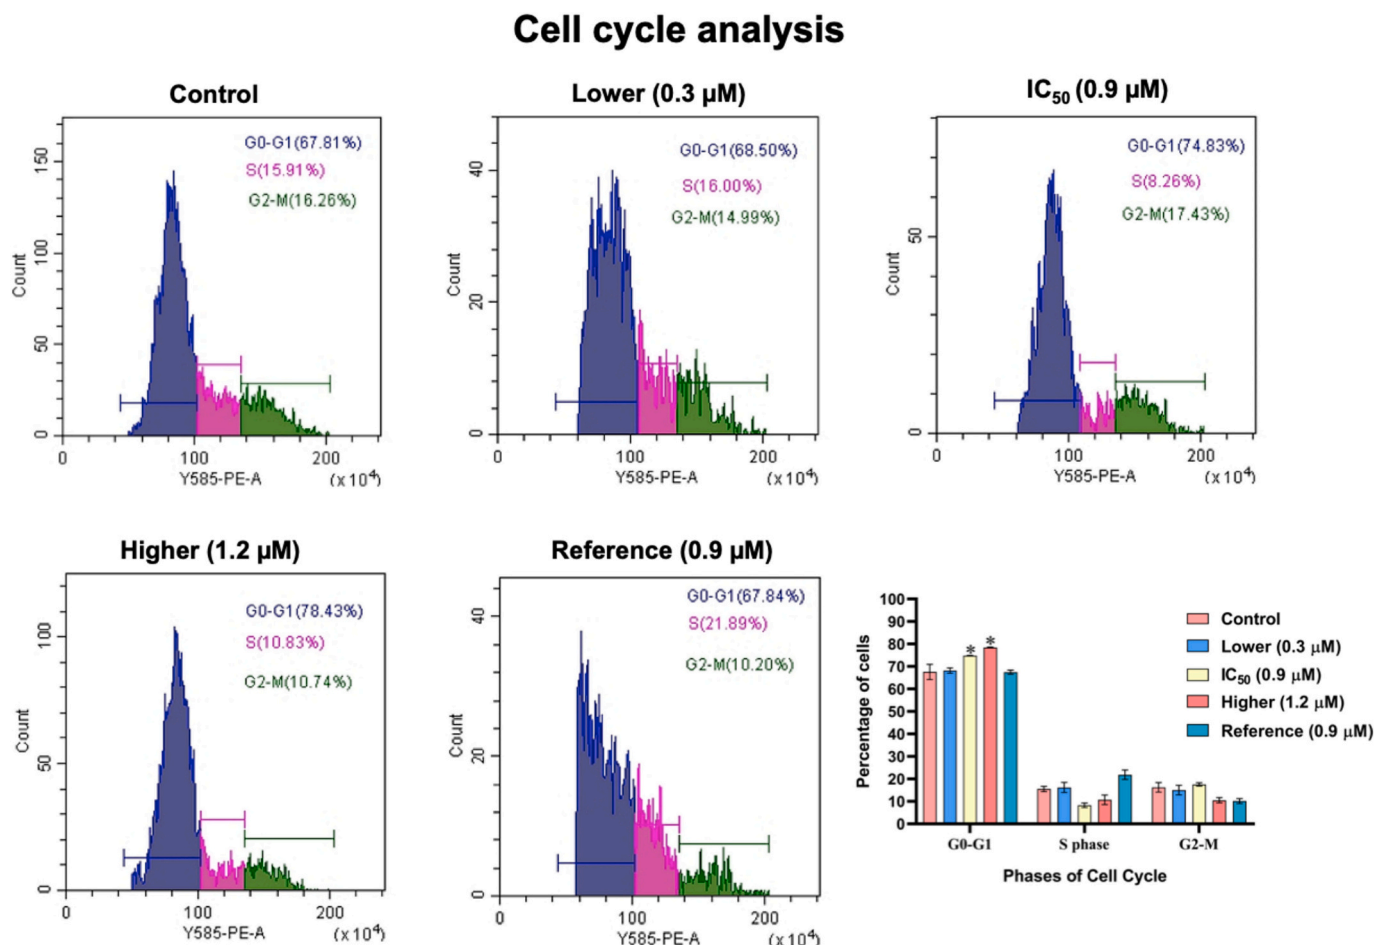 Cell cycle analysis
Control
G0-G1(67.81%)
S(15.91%)
G2-M(16.26%)
Count
0
50
100
150
0
100
200
Y585-PE-A
(x 10⁴)
Lower (0.3 µM)
G0-G1(68.50%)
S(16.00%)
G2-M(14.99%)
Count
0
20
40
0
100
200
Y585-PE-A
(x 10⁴)
IC₅₀ (0.9 µM)
G0-G1(74.83%)
S(8.26%)
G2-M(17.43%)
Count
0
50
0
100
200
Y585-PE-A
(x 10⁴)
Higher (1.2 µM)
G0-G1(78.43%)
S(10.83%)
G2-M(10.74%)
Count
0
50
100
0
100
200
Y585-PE-A
(x 10⁴)
Reference (0.9 µM)
G0-G1(67.84%)
S(21.89%)
G2-M(10.20%)
Count
0
20
40
0
100
200
Y585-PE-A
(x 10⁴)
Percentage of cells
100
90
80
70
60
50
40
30
20
10
0
* *
G0-G1
S phase
G2-M
Phases of Cell Cycle
Control
Lower (0.3 µM)
IC₅₀ (0.9 µM)
Higher (1.2 µM)
Reference (0.9 µM)